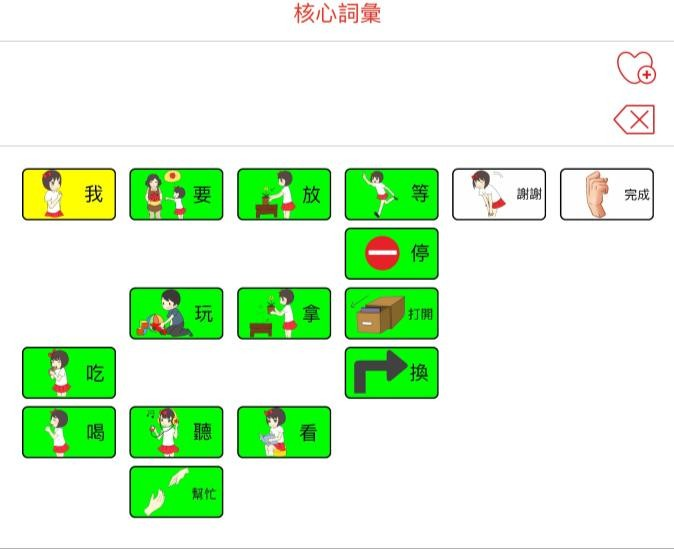 核心詞彙
我 要 放 等 謝謝 完成
停
玩 拿 打開
吃 換
喝 聽 看
幫忙